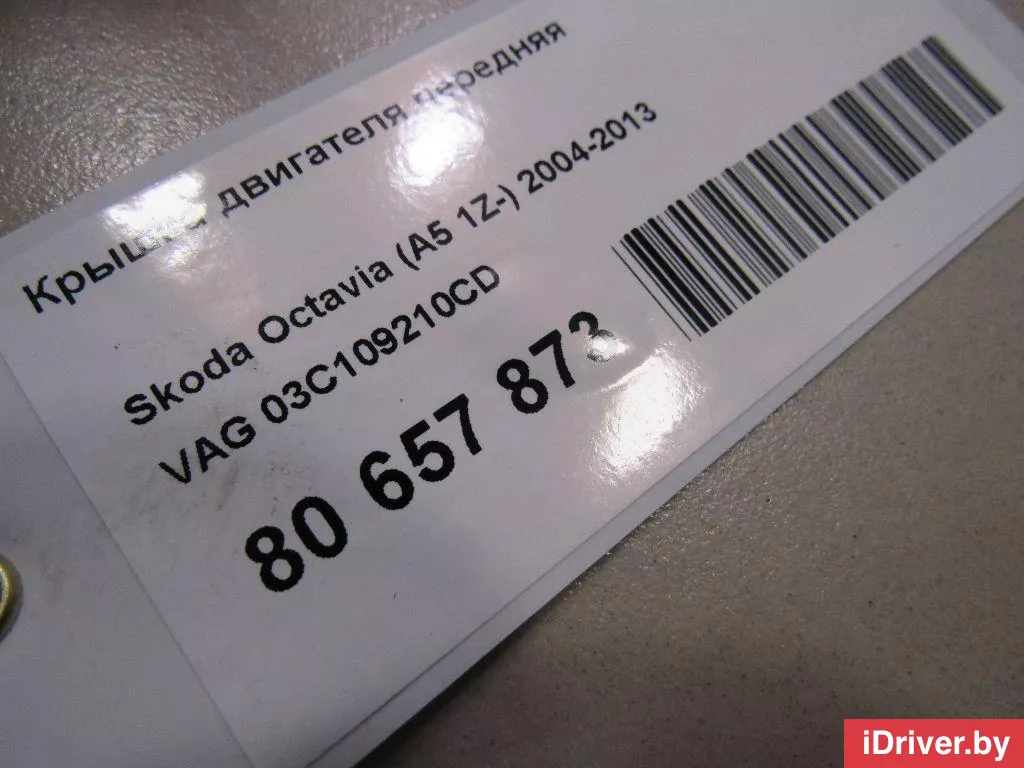 Крышка двигателя передняя
Skoda Octavia (A5 1Z-) 2004-2013
VAG 03C109210CD
80 657 873
iDriver.by